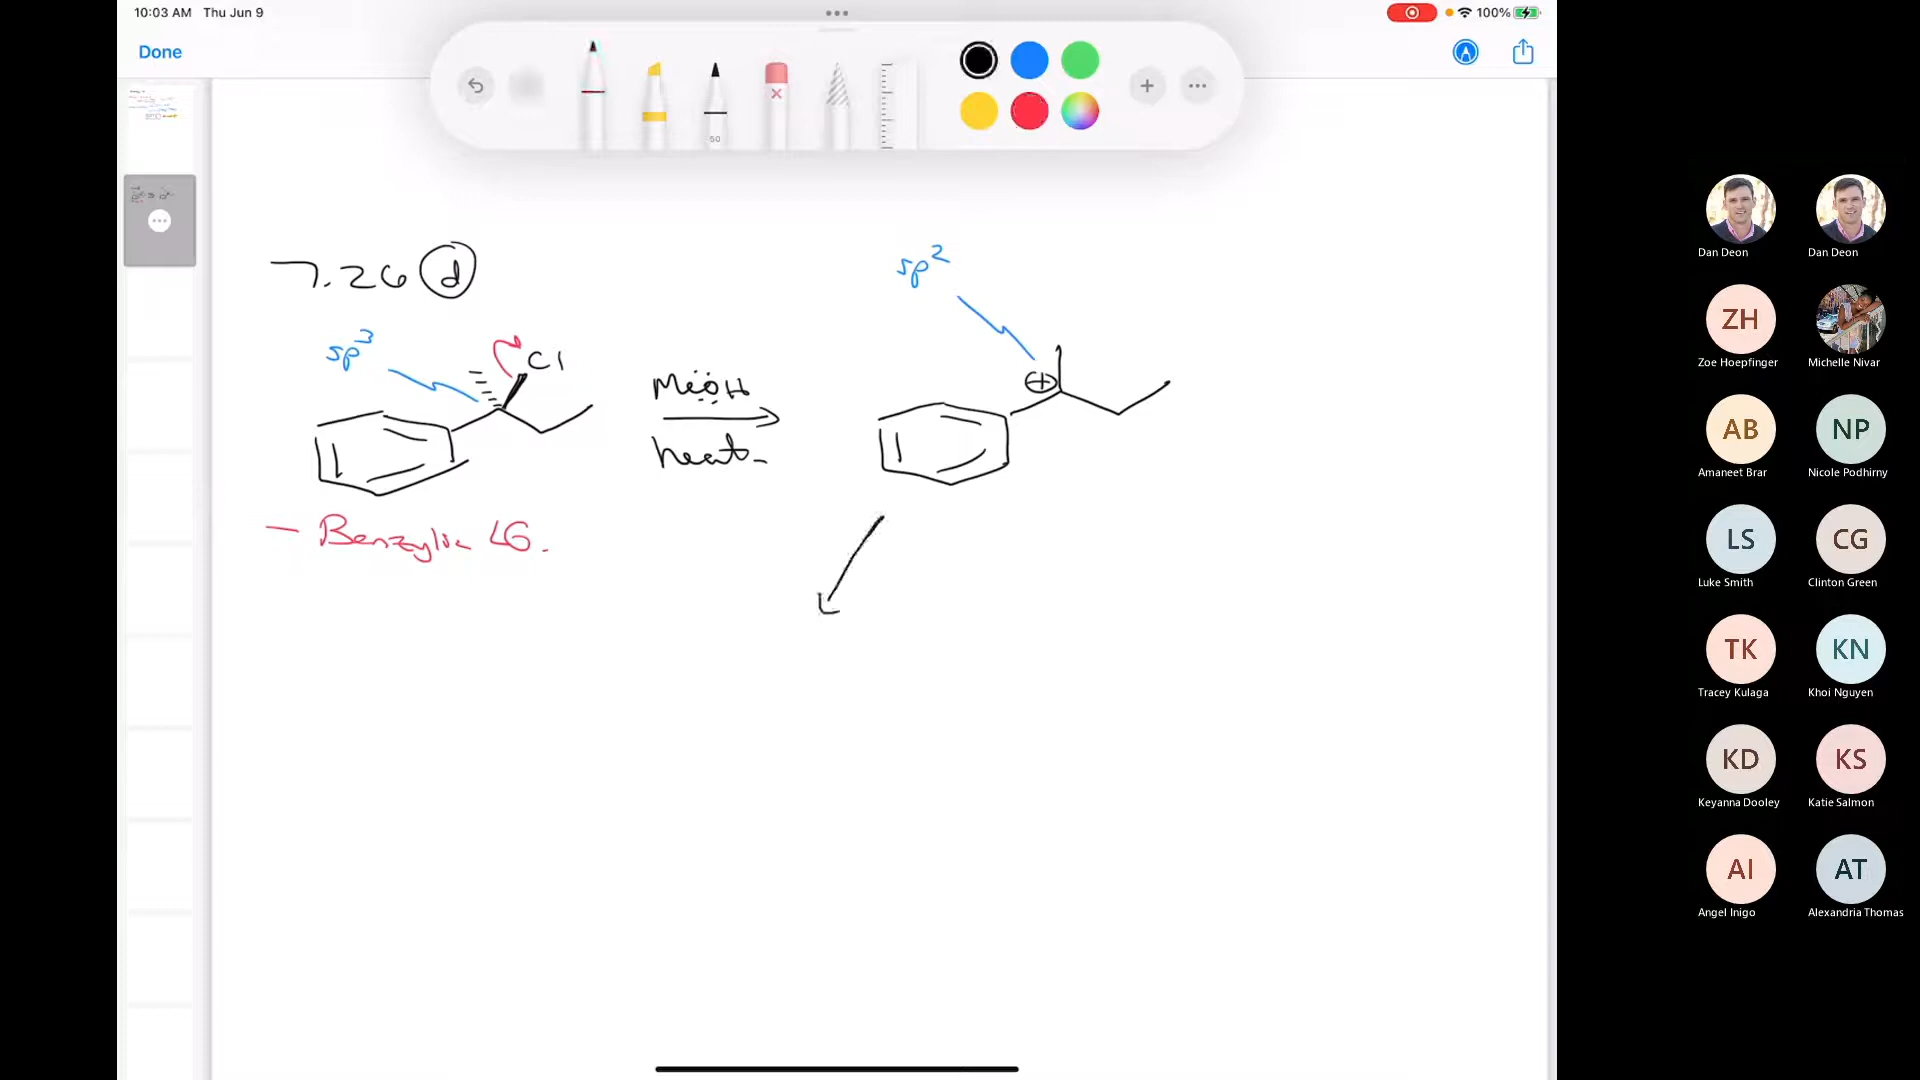 10:03 AM Thu Jun 9
100%
Done
50
7.26 d
sp2
sp3
Cl
MeOH
heat
- Benzylic LG.
Dan Deon
Dan Deon
ZH
Zoe Hoepfinger
Michelle Nivar
AB
Amaneet Brar
NP
Nicole Podhirny
LS
Luke Smith
CG
Clinton Green
TK
Tracey Kulaga
KN
Khoi Nguyen
KD
Keyanna Dooley
KS
Katie Salmon
AI
Angel Inigo
AT
Alexandria Thomas